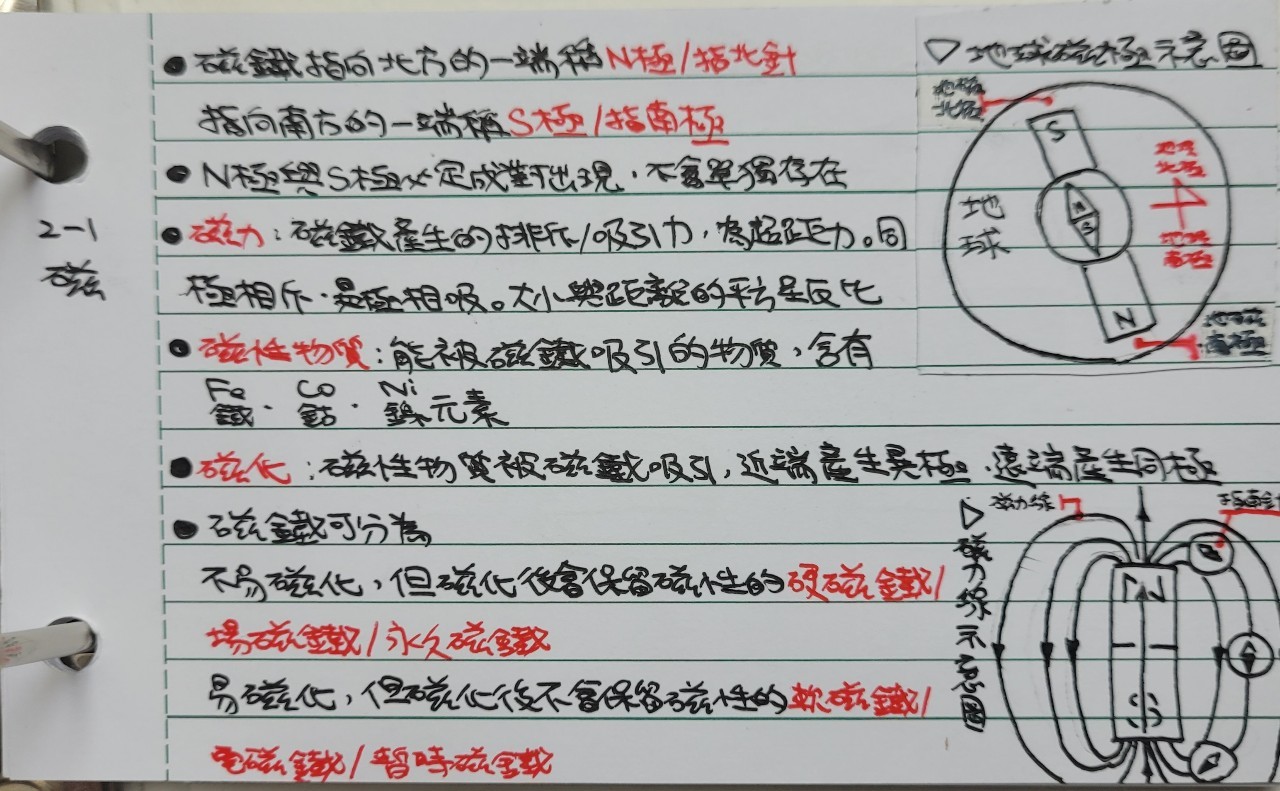 2-1
磁
● 磁鐵指向北方的一端稱N極/指北針
指向南方的一端稱S極/指南極
● N極與S極必定成對出現，不會單獨存在
● 磁力：磁鐵產生的排斥/吸引力，為超距力。同
極相斥、異極相吸。大小與距離的平方呈反比
● 磁性物質：能被磁鐵吸引的物質，含有
Fe Co Ni
鐵、鈷、鎳元素
● 磁化：磁性物質被磁鐵吸引，近端產生異極、遠端產生同極
● 磁鐵可分為
不易磁化，但磁化後會保留磁性的硬磁鐵/
場磁鐵/永久磁鐵
易磁化，但磁化後不會保留磁性的軟磁鐵/
電磁鐵/暫時磁鐵
▽地球磁極示意圖
地磁
北極
S
地理
北極
地球
N
S
地理
南極
N
地磁
南極
▷磁力線示意圖
磁力線
指南針
N
S